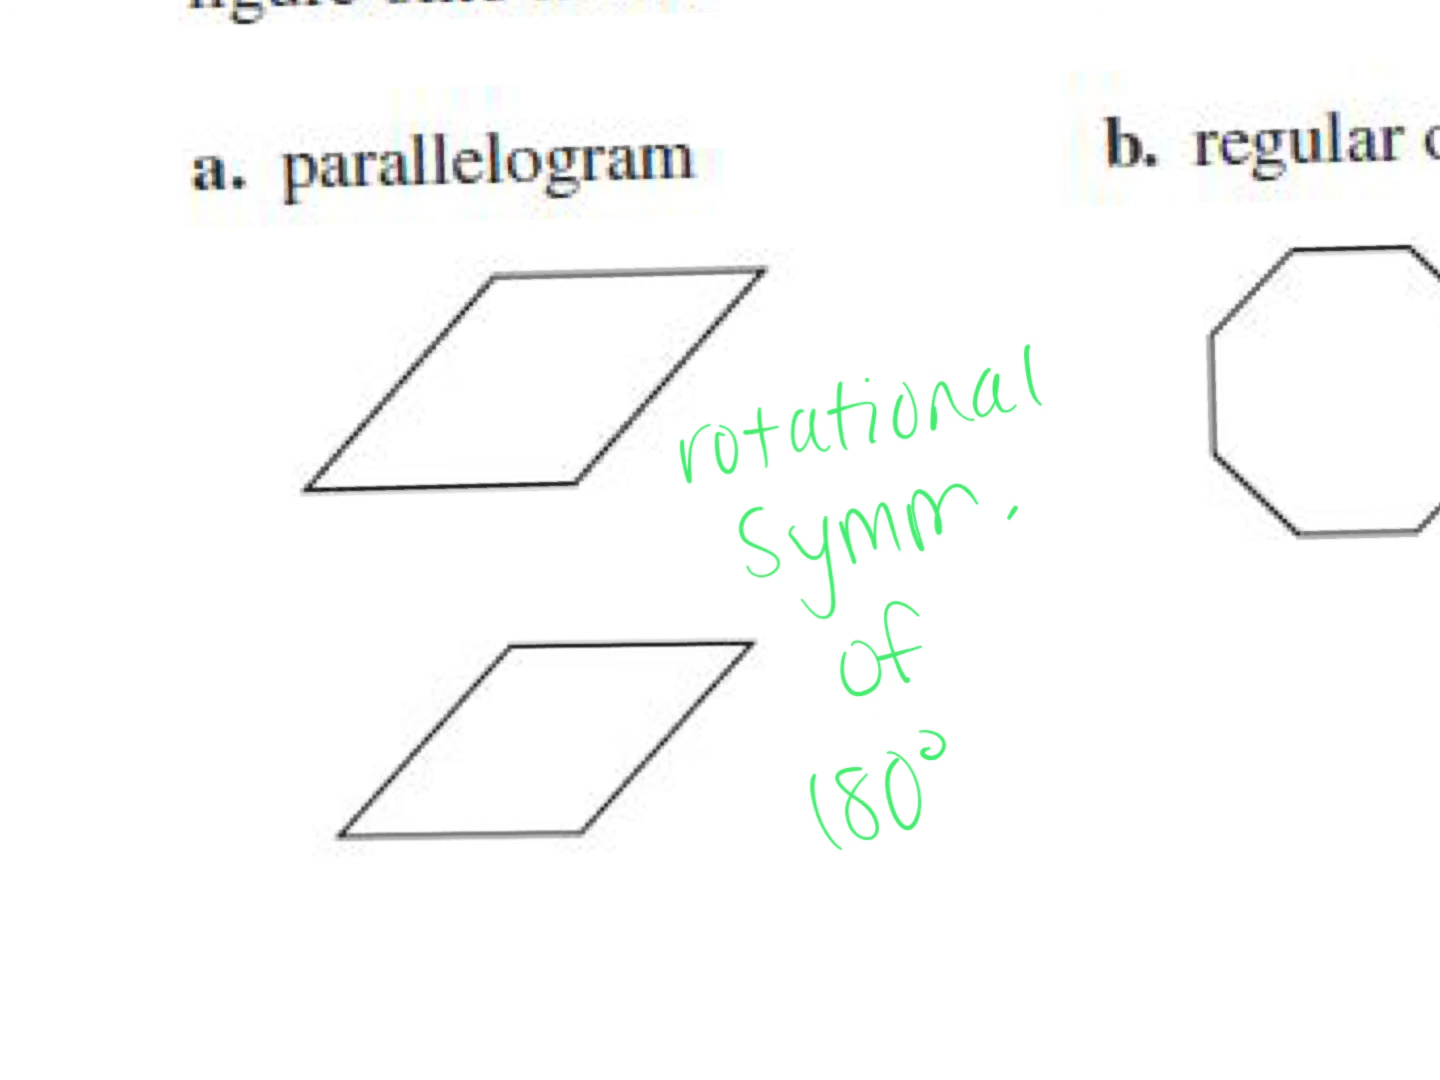 a. parallelogram
b. regular
rotational
Symm.
of
180°